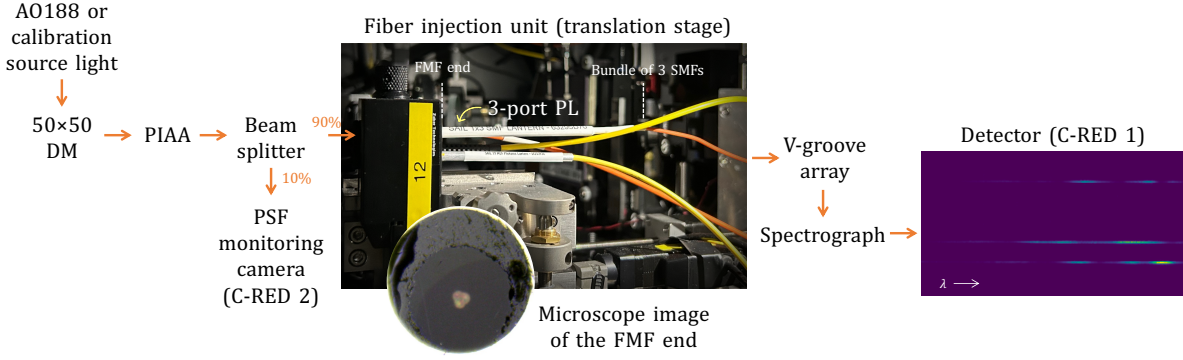 AO188 or
calibration
source light
50×50
DM
PIAA
Beam
splitter
90%
10%
PSF
monitoring
camera
(C-RED 2)
Fiber injection unit (translation stage)
FMF end
Bundle of 3 SMFs
3-port PL
12
Microscope image
of the FMF end
V-groove
array
Spectrograph
Detector (C-RED 1)
λ